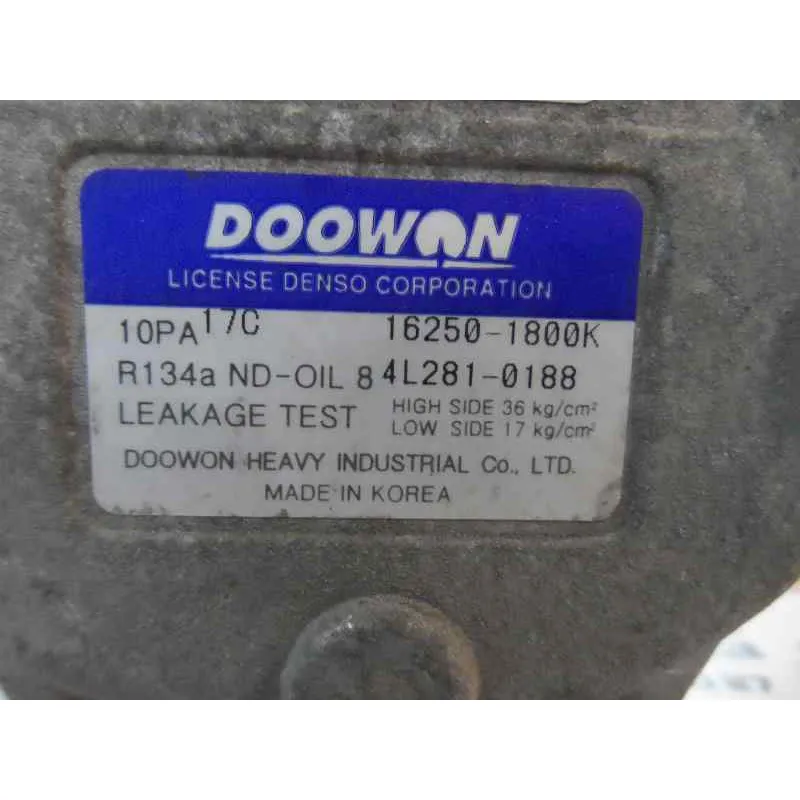 DOOWON
LICENSE DENSO CORPORATION
10PA17C 16250-1800K
R134a ND-OIL 8 4L281-0188
LEAKAGE TEST HIGH SIDE 36 kg/cm²
LOW SIDE 17 kg/cm²
DOOWON HEAVY INDUSTRIAL Co., LTD.
MADE IN KOREA